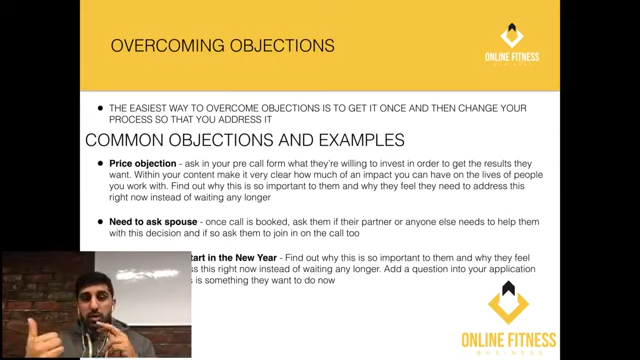 OVERCOMING OBJECTIONS
ONLINE FITNESS
BUSINESS
THE EASIEST WAY TO OVERCOME OBJECTIONS IS TO GET IT ONCE AND THEN CHANGE YOUR
PROCESS SO THAT YOU ADDRESS IT
COMMON OBJECTIONS AND EXAMPLES
Price objection - ask in your pre call form what they're willing to invest in order to get the results they
want. Within your content make it very clear how much of an impact you can have on the lives of people
you work with. Find out why this is so important to them and why they feel they need to address this
right now instead of waiting any longer
Need to ask spouse - once call is booked, ask them if their partner or anyone else needs to help them
with this decision and if so ask them to join in on the call too
tart in the New Year - Find out why this is so important to them and why they feel
ss this right now instead of waiting any longer. Add a question into your application
s is something they want to do now
ONLINE FITNESS
BUSINESS